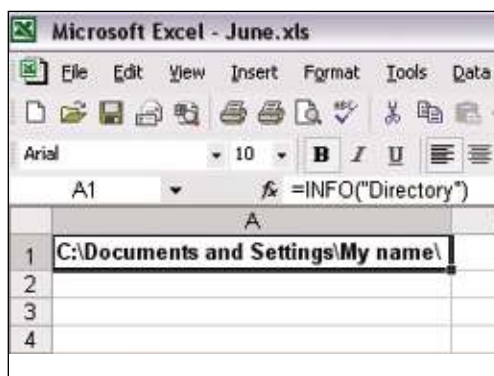 Microsoft Excel - June.xls
File Edit View Insert Format Tools Data
ABC
Arial 10 B I U
A1 fx =INFO("Directory")
A
1 C:\Documents and Settings\My name\
2
3
4